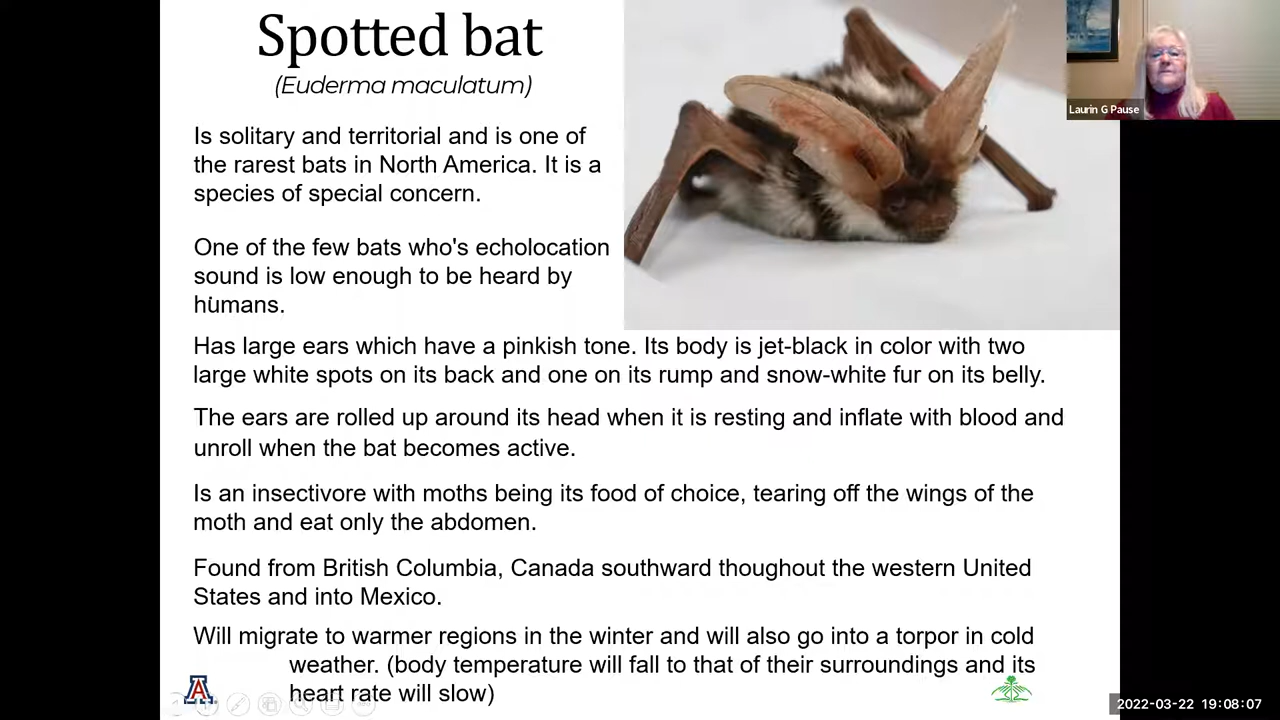 Spotted bat
(Euderma maculatum)
Is solitary and territorial and is one of
the rarest bats in North America. It is a
species of special concern.
One of the few bats who's echolocation
sound is low enough to be heard by
humans.
Has large ears which have a pinkish tone. Its body is jet-black in color with two
large white spots on its back and one on its rump and snow-white fur on its belly.
The ears are rolled up around its head when it is resting and inflate with blood and
unroll when the bat becomes active.
Is an insectivore with moths being its food of choice, tearing off the wings of the
moth and eat only the abdomen.
Found from British Columbia, Canada southward thoughout the western United
States and into Mexico.
Will migrate to warmer regions in the winter and will also go into a torpor in cold
weather. (body temperature will fall to that of their surroundings and its
heart rate will slow)
A
Laurin G Pause
2022-03-22 19:08:07